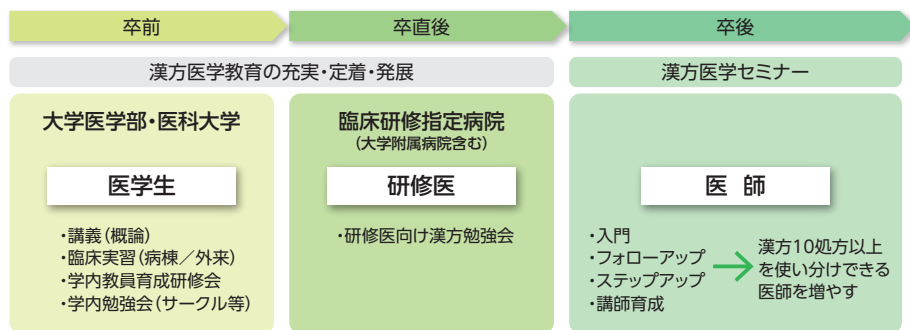 卒前
卒直後
卒後
漢方医学教育の充実・定着・発展
漢方医学セミナー
大学医学部・医科大学
医学生
・講義(概論)
・臨床実習(病棟/外来)
・学内教員育成研修会
・学内勉強会(サークル等)
臨床研修指定病院
(大学附属病院含む)
研修医
・研修医向け漢方勉強会
医 師
・入門
・フォローアップ
・ステップアップ
・講師育成
漢方10処方以上
を使い分けできる
医師を増やす